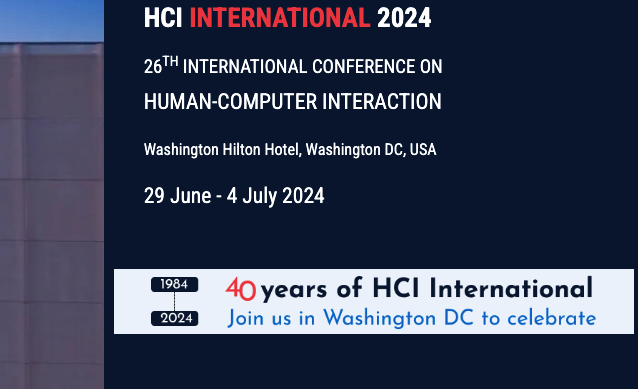 HCI INTERNATIONAL 2024
26TH INTERNATIONAL CONFERENCE ON
HUMAN-COMPUTER INTERACTION
Washington Hilton Hotel, Washington DC, USA
29 June - 4 July 2024
1984
40 years of HCI International
2024
Join us in Washington DC to celebrate